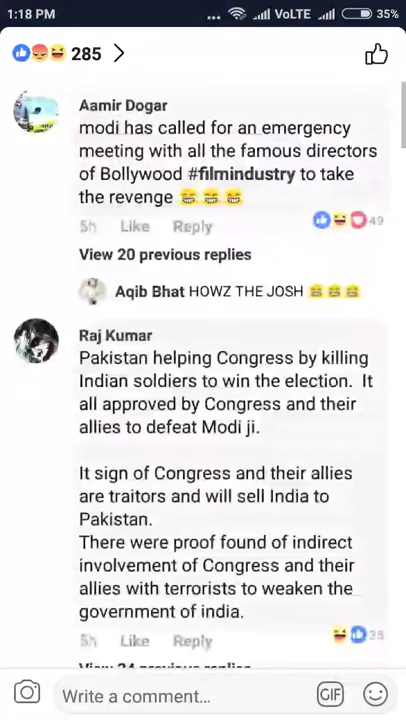 1:18 PM ... VoLTE 35%
285
Aamir Dogar
modi has called for an emergency
meeting with all the famous directors
of Bollywood #filmindustry to take
the revenge 😂 😂 😂
5h Like Reply 49
View 20 previous replies
Aqib Bhat HOWZ THE JOSH 😂 😂 😂
Raj Kumar
Pakistan helping Congress by killing
Indian soldiers to win the election. It
all approved by Congress and their
allies to defeat Modi ji.
It sign of Congress and their allies
are traitors and will sell India to
Pakistan.
There were proof found of indirect
involvement of Congress and their
allies with terrorists to weaken the
government of india.
5h Like Reply 38
View 24 previous replies
Write a comment...
GIF